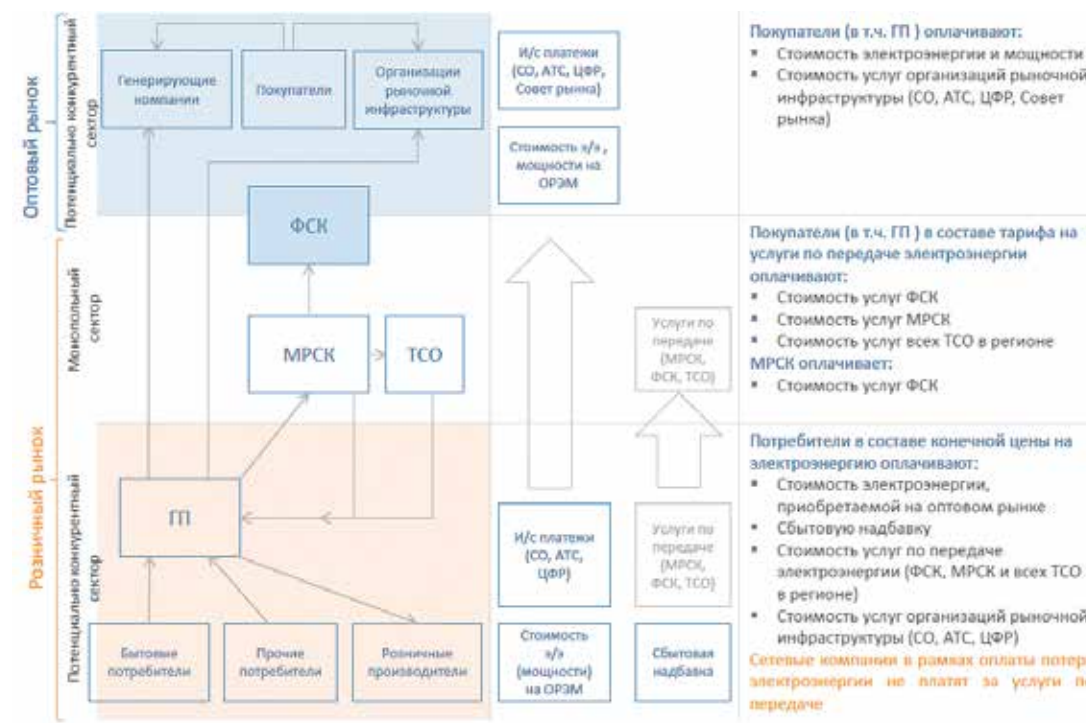 Оптовый рынок
Розничный рынок
Потенциально конкурентный
сектор
Монопольный
сектор
Потенциально конкурентный
сектор
Генерирующие
компании
Покупатели
Организации
рыночной
инфраструктуры
ФСК
МРСК
ТСО
ГП
Бытовые
потребители
Прочие
потребители
Розничные
производители
И/с платежи
(СО, АТС, ЦФР,
Совет рынка)
Стоимость э/э ,
мощности на
ОРЭМ
Услуги по
передаче
(МРСК,
ФСК, ТСО)
И/с платежи
(СО, АТС,
ЦФР)
Услуги по
передаче
(МРСК,
ФСК, ТСО)
Стоимость
э/э
(мощности)
на ОРЭМ
Сбытовая
надбавка
Покупатели (в т.ч. ГП ) оплачивают:
▪ Стоимость электроэнергии и мощности
▪ Стоимость услуг организаций рыночной
инфраструктуры (СО, АТС, ЦФР, Совет
рынка)
Покупатели (в т.ч. ГП ) в составе тарифа на
услуги по передаче электроэнергии
оплачивают:
▪ Стоимость услуг ФСК
▪ Стоимость услуг МРСК
▪ Стоимость услуг всех ТСО в регионе
МРСК оплачивает:
▪ Стоимость услуг ФСК
Потребители в составе конечной цены на
электроэнергию оплачивают:
▪ Стоимость электроэнергии,
приобретаемой на оптовом рынке
▪ Сбытовую надбавку
▪ Стоимость услуг по передаче
электроэнергии (ФСК, МРСК и всех ТСО
в регионе)
▪ Стоимость услуг организаций рыночной
инфраструктуры (СО, АТС, ЦФР)
Сетевые компании в рамках оплаты потерь
электроэнергии не платят за услуги по
передаче